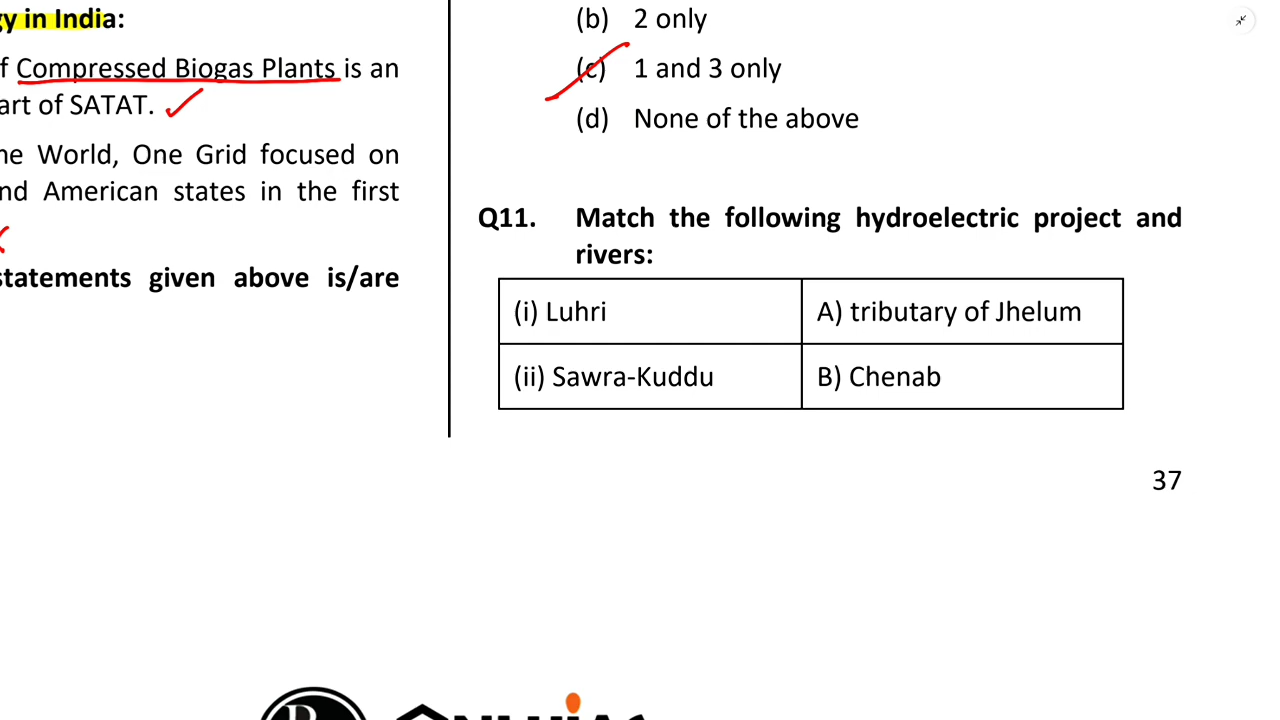 gy in India:
f Compressed Biogas Plants is an
art of SATAT.
ne World, One Grid focused on
nd American states in the first
statements given above is/are
(b) 2 only
(c) 1 and 3 only
(d) None of the above
Q11. Match the following hydroelectric project and
rivers:
(i) Luhri A) tributary of Jhelum
(ii) Sawra-Kuddu B) Chenab
37